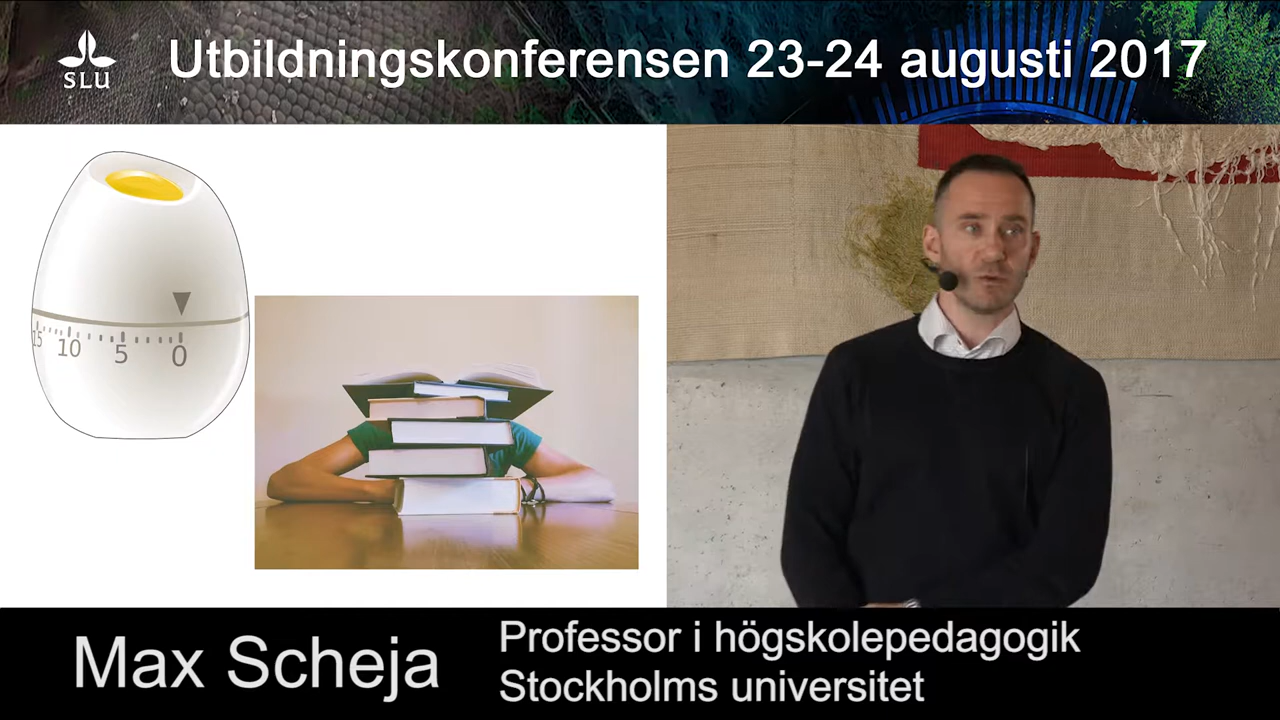 SLU
Utbildningskonferensen 23-24 augusti 2017
15 10 5 0
Max Scheja
Professor i högskolepedagogik
Stockholms universitet